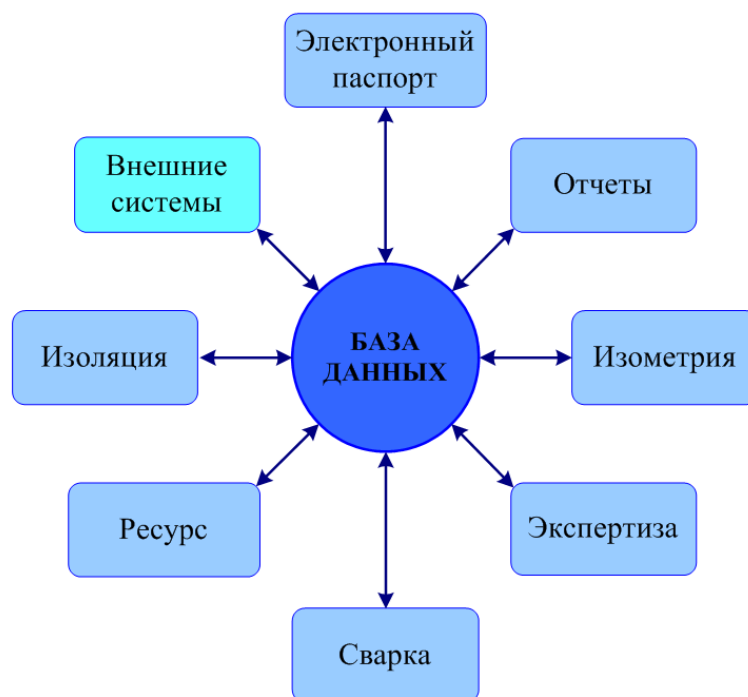 Электронный
паспорт
Внешние
системы
Отчеты
БАЗА
ДАННЫХ
Изоляция
Изометрия
Ресурс
Экспертиза
Сварка